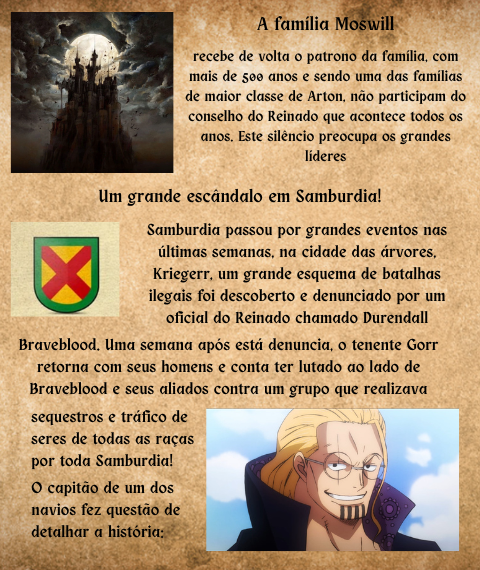 A família Moswill
recebe de volta o patrono da família, com
mais de 500 anos e sendo uma das famílias
de maior classe de Arton, não participam do
conselho do Reinado que acontece todos os
anos. Este silêncio preocupa os grandes
líderes
Um grande escândalo em Samburdia!
Samburdia passou por grandes eventos nas
últimas semanas, na cidade das árvores,
Kriegerr, um grande esquema de batalhas
ilegais foi descoberto e denunciado por um
oficial do Reinado chamado Durendall
Braveblood. Uma semana após está denuncia, o tenente Gorr
retorna com seus homens e conta ter lutado ao lado de
Braveblood e seus aliados contra um grupo que realizava
sequestros e tráfico de
seres de todas as raças
por toda Samburdia!
O capitão de um dos
navios fez questão de
detalhar a história: